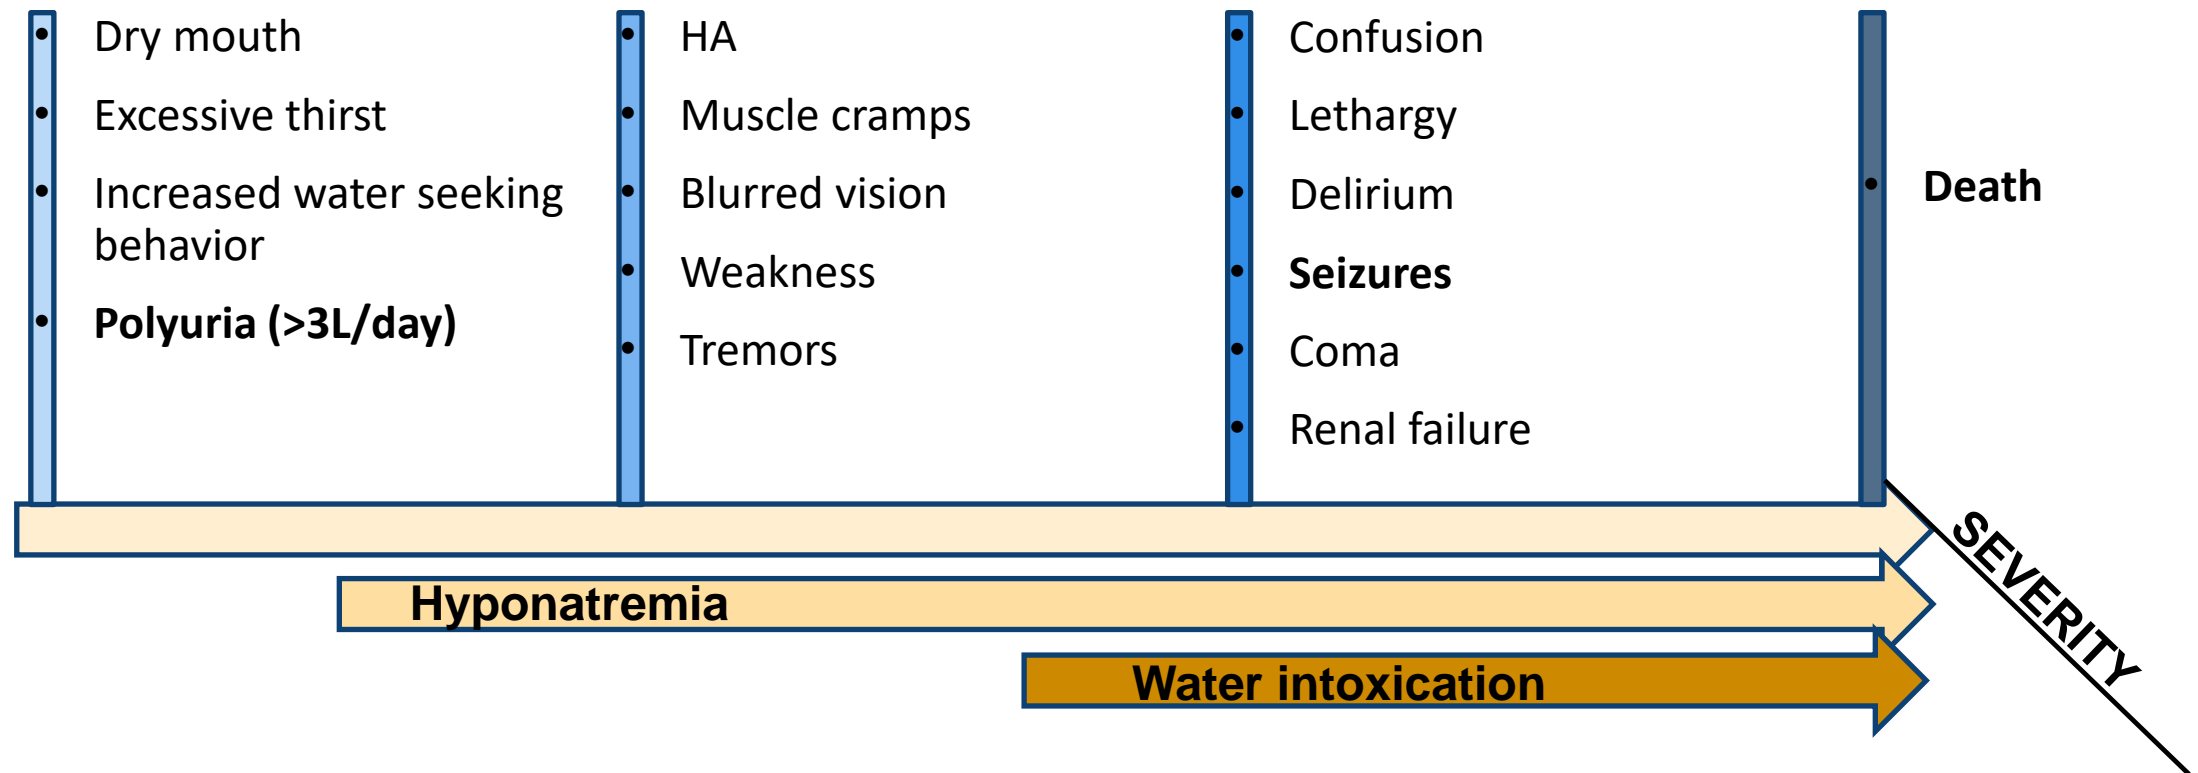 • Dry mouth
• Excessive thirst
• Increased water seeking
behavior
• Polyuria (>3L/day)
• HA
• Muscle cramps
• Blurred vision
• Weakness
• Tremors
• Confusion
• Lethargy
• Delirium
• Seizures
• Coma
• Renal failure
• Death
SEVERITY
Hyponatremia
Water intoxication